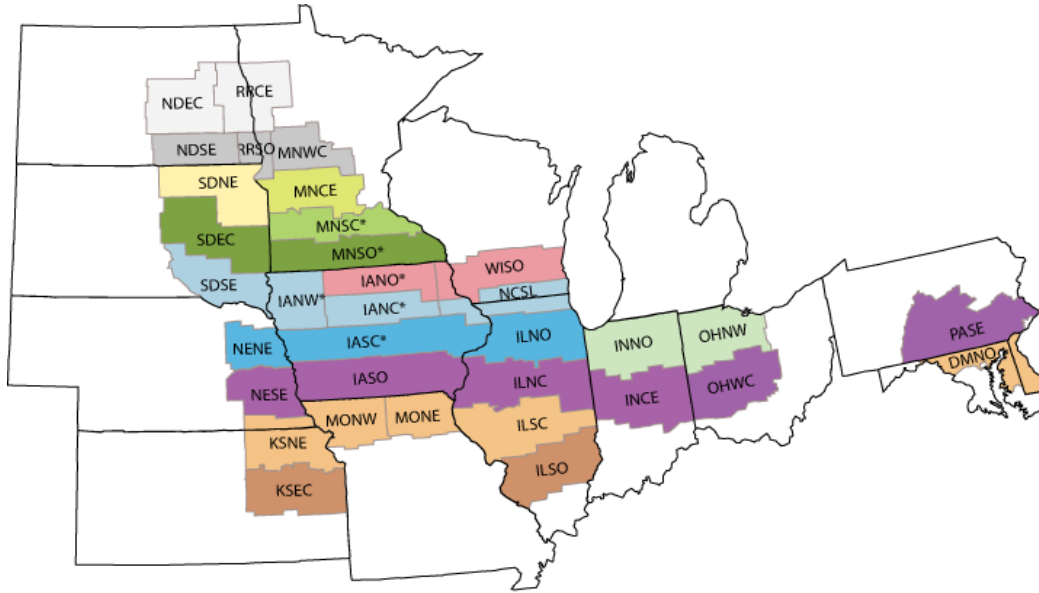 RRCE
NDEC
NDSE
RRSO
MNWC
SDNE
MNCE
MNSC*
SDEC
MNSO*
SDSE
IANW*
IANO*
WISO
IANC*
NCSL
NENE
IASC*
ILNO
INNO
OHNW
PASE
DMNO
NESE
IASO
ILNC
INCE
OHWC
MONW
MONE
ILSC
KSNE
ILSO
KSEC